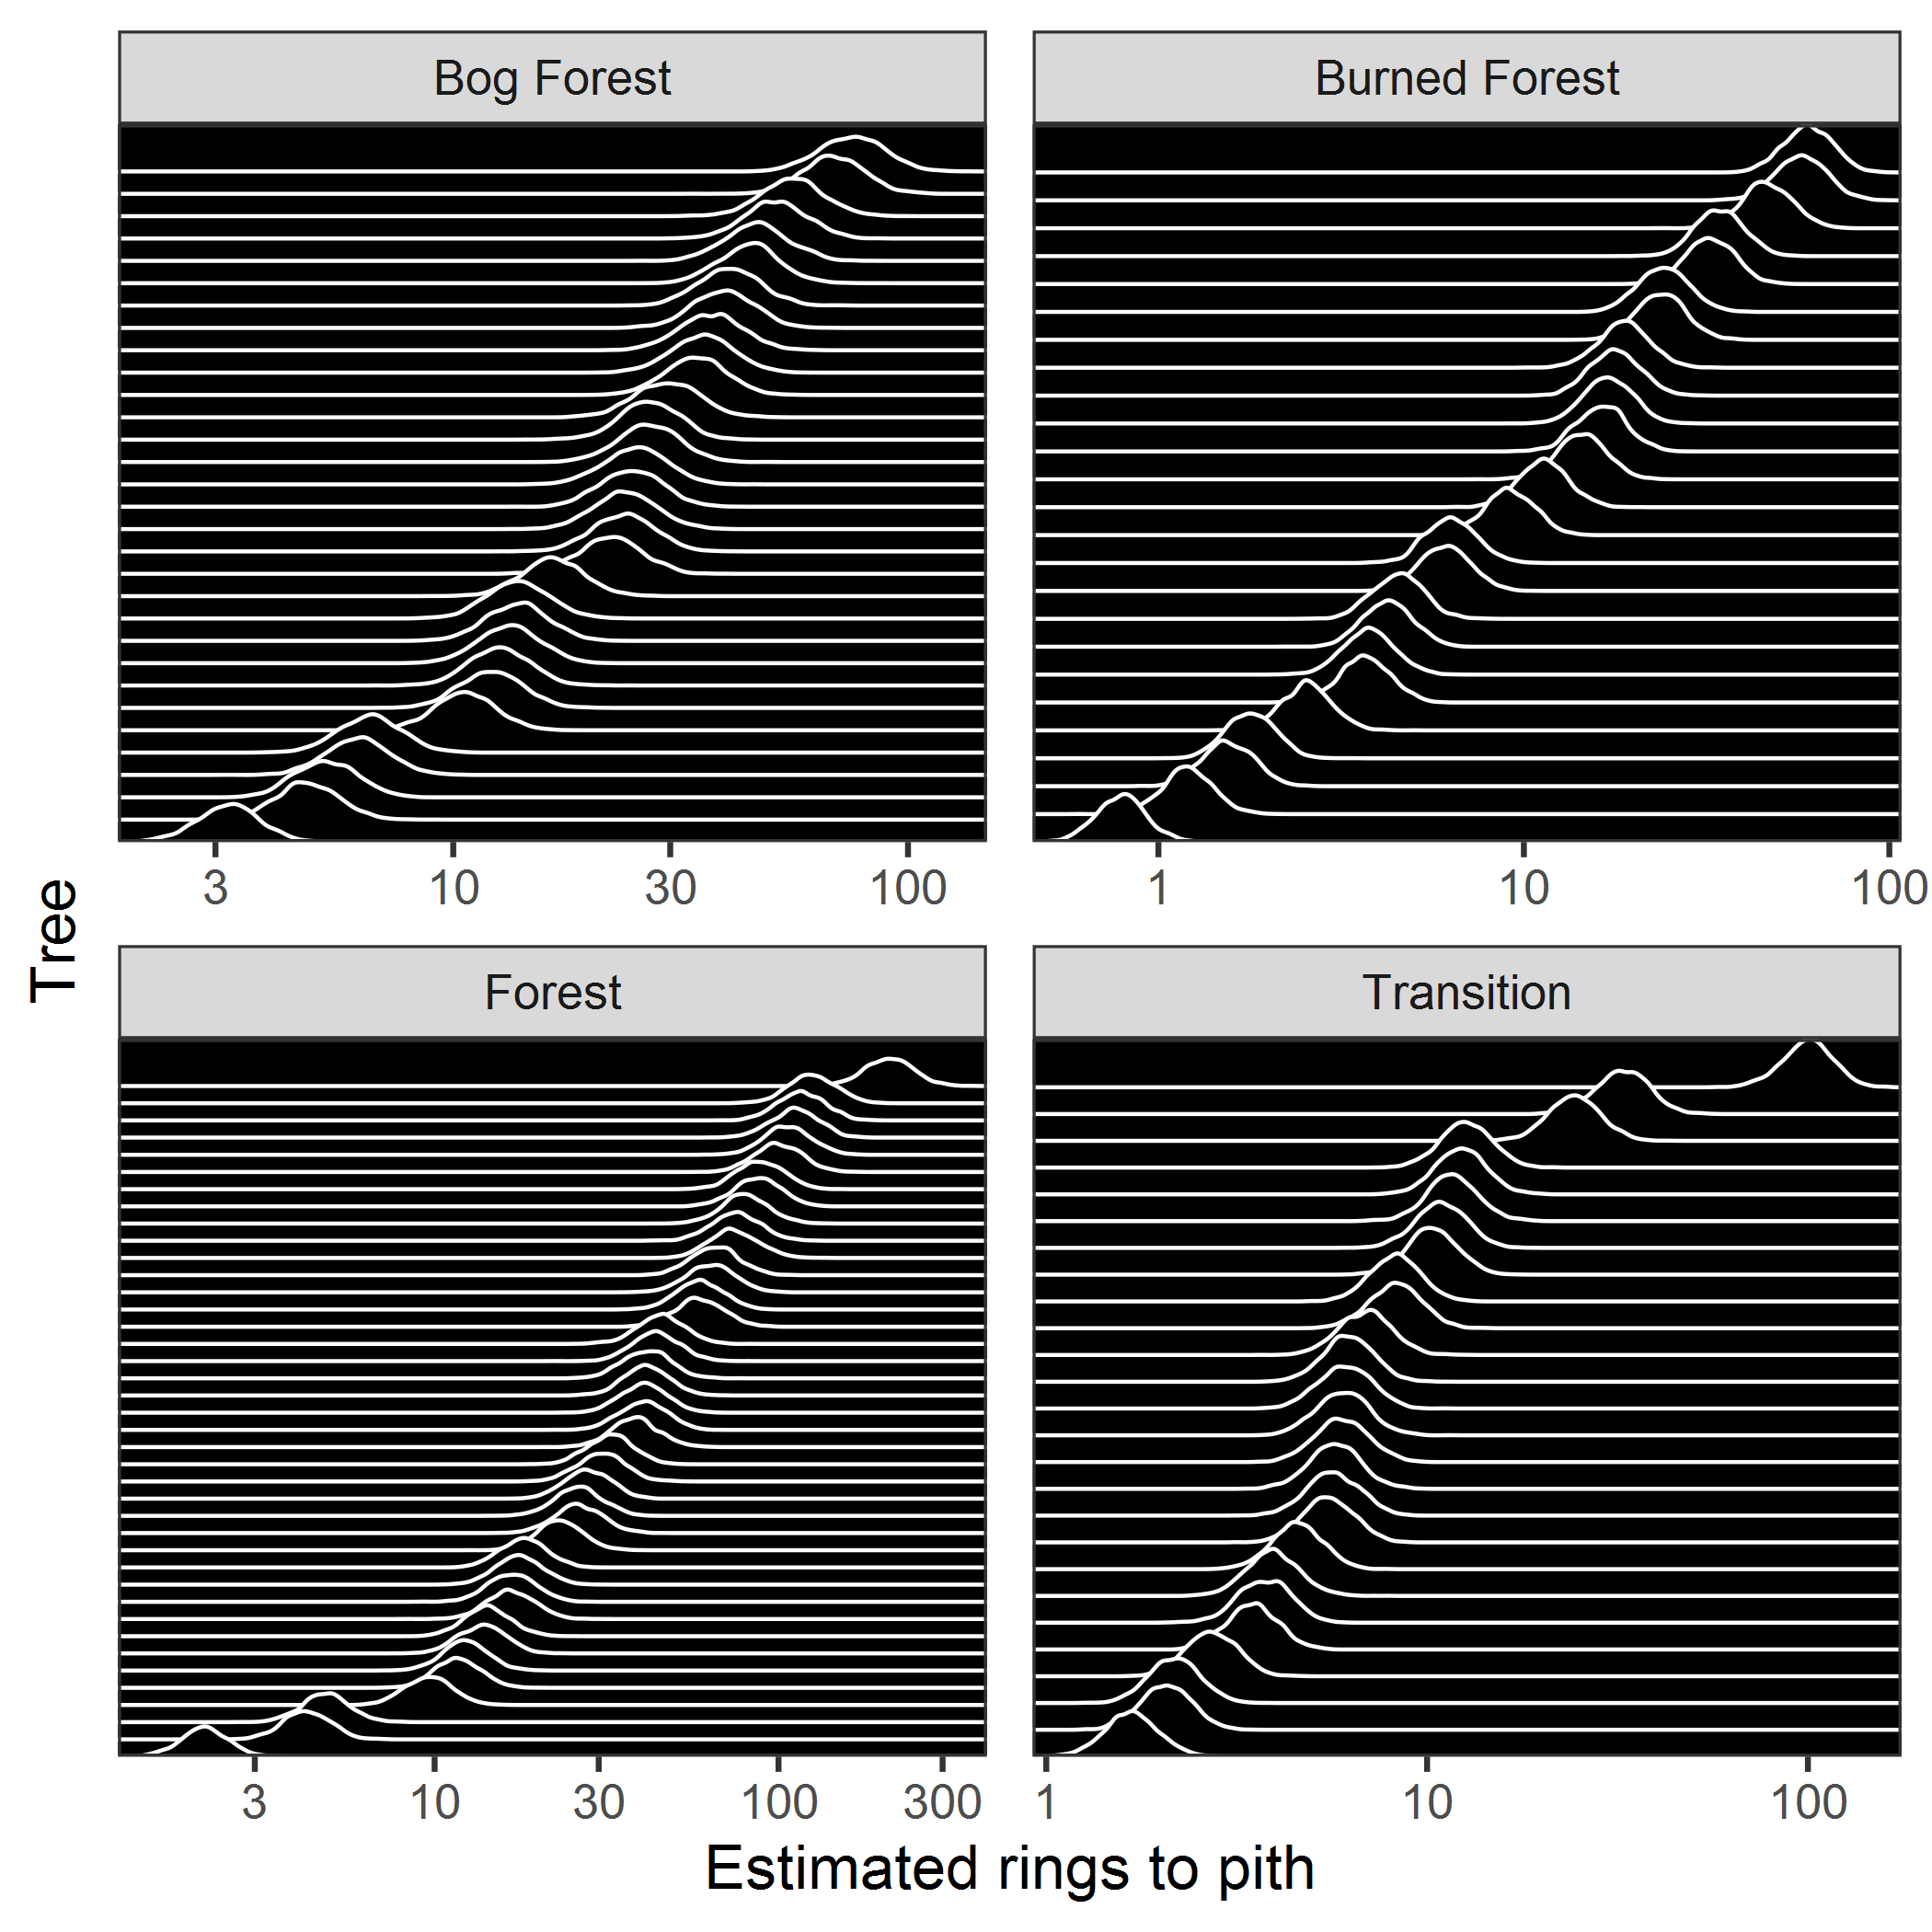 Bog Forest
Burned Forest
3 10 30 100
1 10 100
Tree
Forest
Transition
3 10 30 100 300
1 10 100
Estimated rings to pith